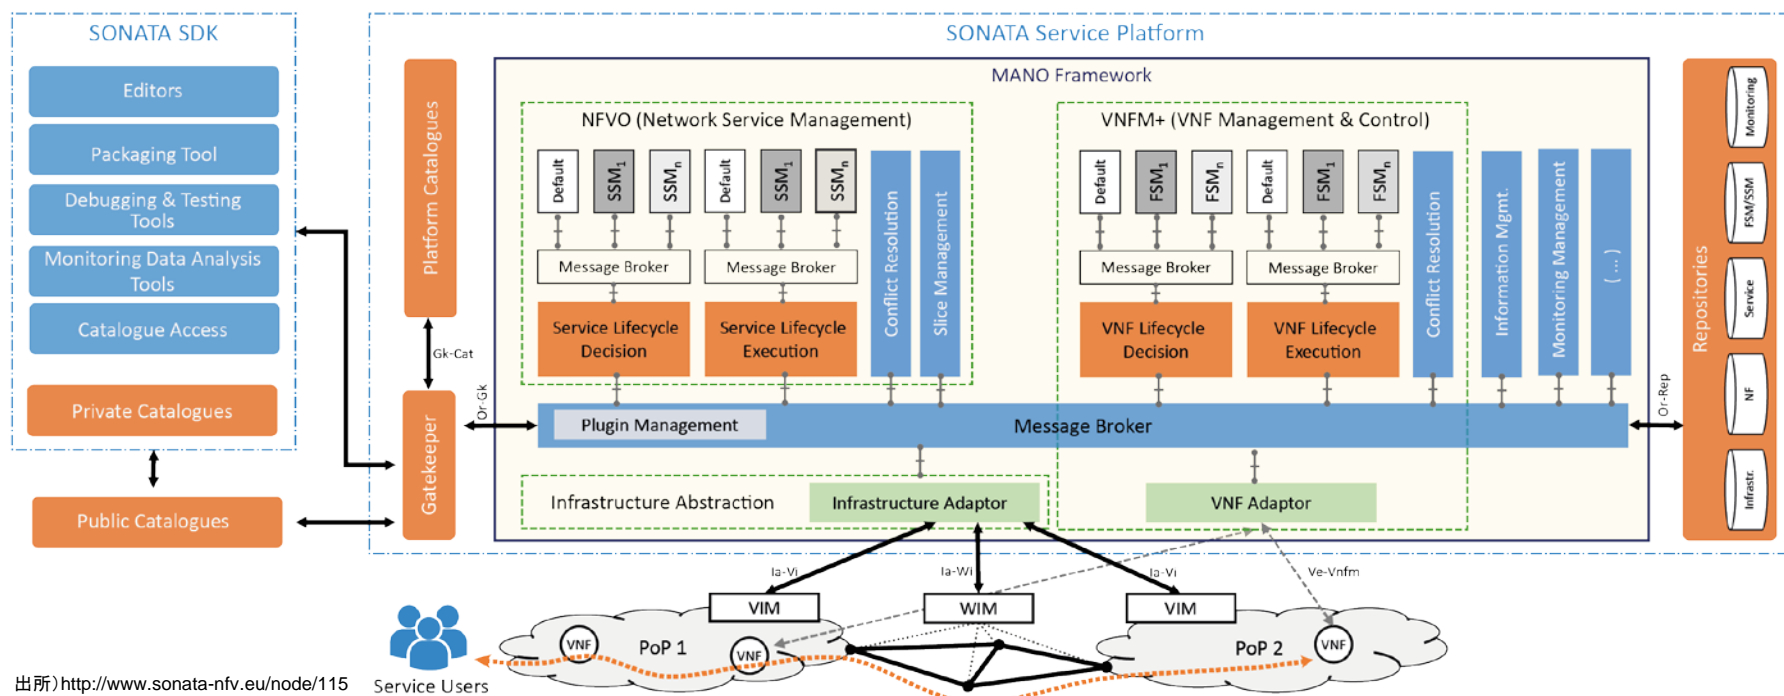 SONATA SDK
Editors
Packaging Tool
Debugging & Testing
Tools
Monitoring Data Analysis
Tools
Catalogue Access
Private Catalogues
Public Catalogues
SONATA Service Platform
Platform Catalogues
Gk-Cat
Gatekeeper
Or-Gk
MANO Framework
NFVO (Network Service Management)
Default
SSM1
SSMn
Default
SSM1
SSMn
Message Broker
Message Broker
Service Lifecycle
Decision
Service Lifecycle
Execution
Conflict Resolution
Slice Management
VNFM+ (VNF Management & Control)
Default
FSM1
FSMn
Default
FSM1
FSMn
Message Broker
Message Broker
VNF Lifecycle
Decision
VNF Lifecycle
Execution
Conflict Resolution
Information Mgmt.
Monitoring Management
(...)
Plugin Management
Message Broker
Or-Rep
Repositories
Monitoring
FSM/SSM
Service
NF
Infrastr.
Infrastructure Abstraction
Infrastructure Adaptor
VNF Adaptor
Ia-Vi
Ia-Wi
Ia-Vi
Ve-Vnfm
VIM
WIM
VIM
VNF
PoP 1
VNF
PoP 2
VNF
Service Users
出所）http://www.sonata-nfv.eu/node/115